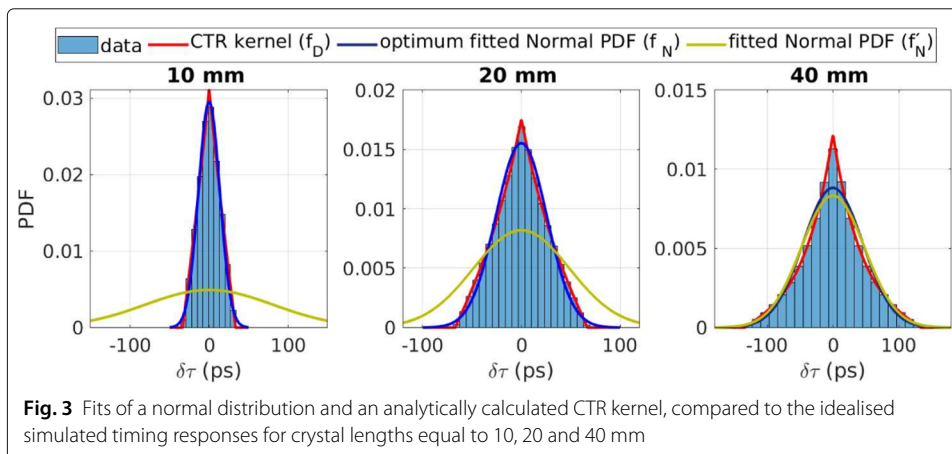 data CTR kernel (f_D) optimum fitted Normal PDF (f_N) fitted Normal PDF (f′_N)
10 mm 20 mm 40 mm
PDF
0.03
0.02
0.01
0
-100 0 100
δτ (ps)
0.02
0.015
0.01
0.005
0
-100 0 100
δτ (ps)
0.015
0.01
0.005
0
-100 0 100
δτ (ps)
Fig. 3 Fits of a normal distribution and an analytically calculated CTR kernel, compared to the idealised
simulated timing responses for crystal lengths equal to 10, 20 and 40 mm